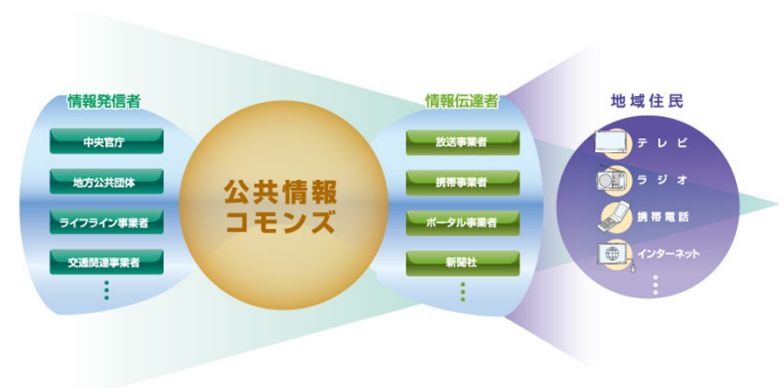 情報発信者
中央官庁
地方公共団体
ライフライン事業者
交通関連事業者
公共情報
コモンズ
情報伝達者
放送事業者
携帯事業者
ポータル事業者
新聞社
地域住民
テレビ
ラジオ
携帯電話
インターネット